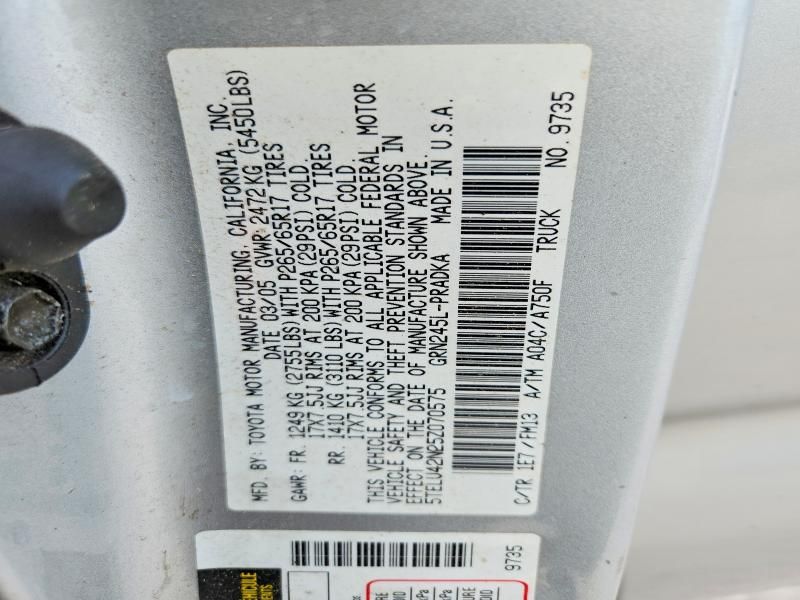 MFD. BY: TOYOTA MOTOR MANUFACTURING, CALIFORNIA, INC.
DATE 03/05 GVWR: 2472 KG (5450LBS)
GAWR: FR. 1249 KG (2755LBS) WITH P265/65R17 TIRES
17X7.5JJ RIMS AT 200 KPA (29PSI) COLD.
RR. 1410 KG (3110 LBS) WITH P265/65R17 TIRES
17X7.5JJ RIMS AT 200 KPA (29PSI) COLD.
THIS VEHICLE CONFORMS TO ALL APPLICABLE FEDERAL MOTOR
VEHICLE SAFETY AND THEFT PREVENTION STANDARDS IN
EFFECT ON THE DATE OF MANUFACTURE SHOWN ABOVE.
5TELU42N25Z070575 GRN245L-PRADKA MADE IN U.S.A.
C/TR 1E7 /FM13 A/TM A04C/A750F TRUCK NO. 9735
9735